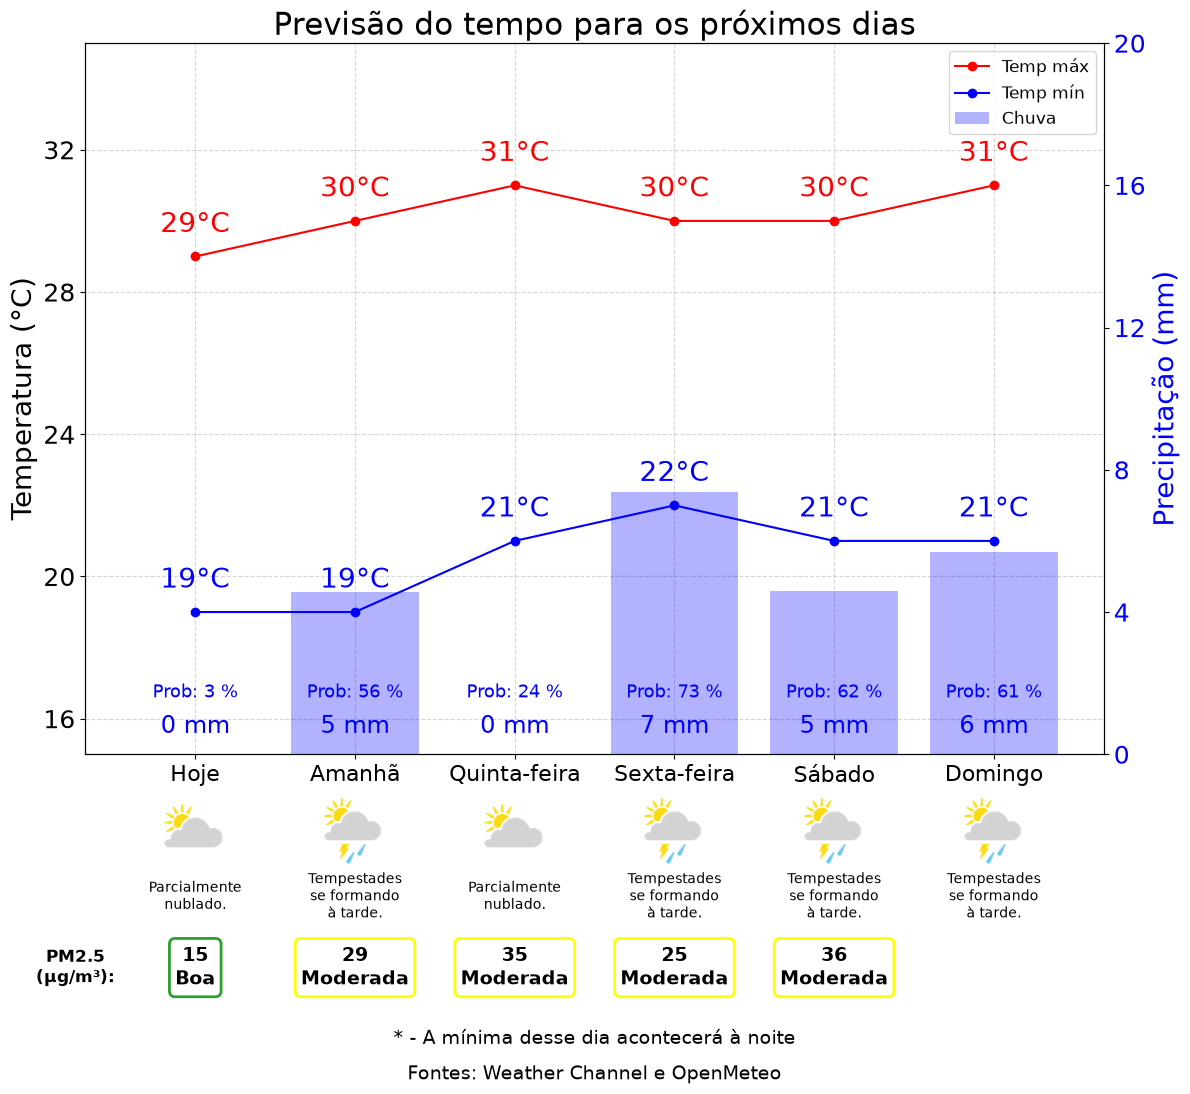 Previsão do tempo para os próximos dias
Temp máx
Temp mín
Chuva
Temperatura (°C)
32
28
24
20
16
Precipitação (mm)
20
16
12
8
4
0
29°C
30°C
31°C
30°C
30°C
31°C
19°C
19°C
21°C
22°C
21°C
21°C
Prob: 3 %
Prob: 56 %
Prob: 24 %
Prob: 73 %
Prob: 62 %
Prob: 61 %
0 mm
5 mm
0 mm
7 mm
5 mm
6 mm
Hoje
Amanhã
Quinta-feira
Sexta-feira
Sábado
Domingo
Parcialmente
nublado.
Tempestades
se formando
à tarde.
Parcialmente
nublado.
Tempestades
se formando
à tarde.
Tempestades
se formando
à tarde.
Tempestades
se formando
à tarde.
PM2.5
(µg/m³):
15
Boa
29
Moderada
35
Moderada
25
Moderada
36
Moderada
* - A mínima desse dia acontecerá à noite
Fontes: Weather Channel e OpenMeteo